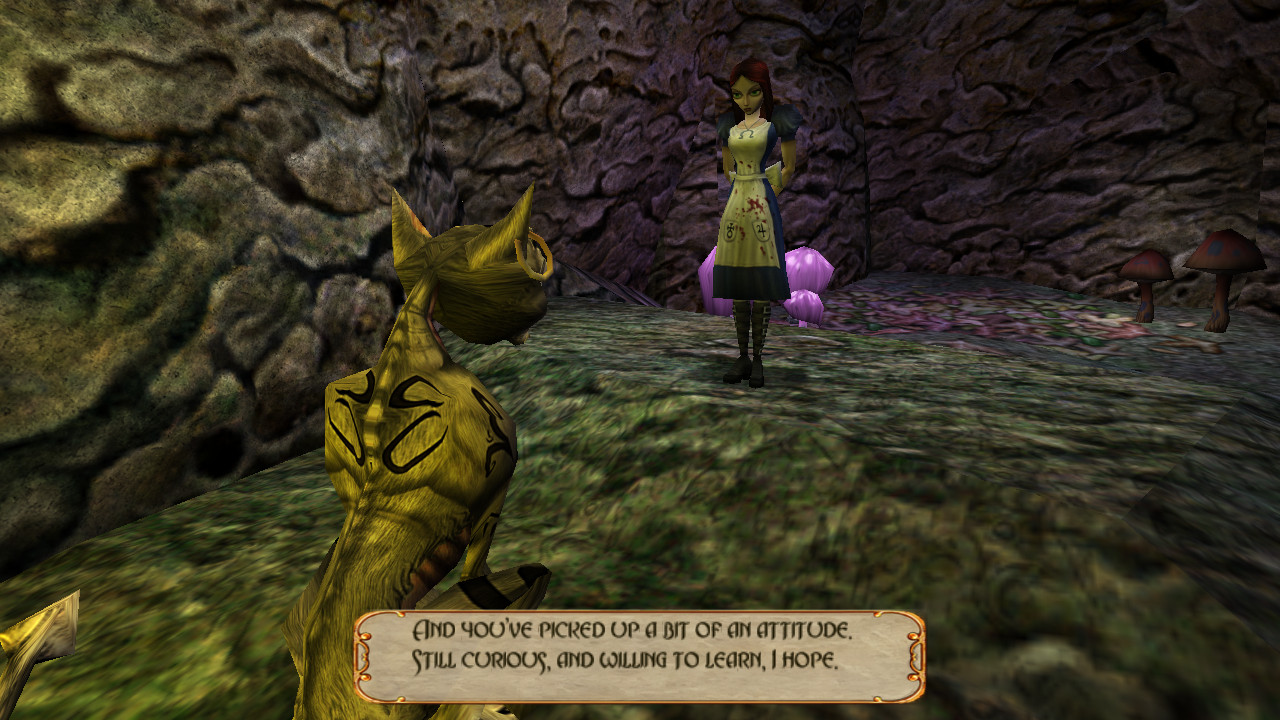 And you've picked up a bit of an attitude.
Still curious, and willing to learn, I hope.